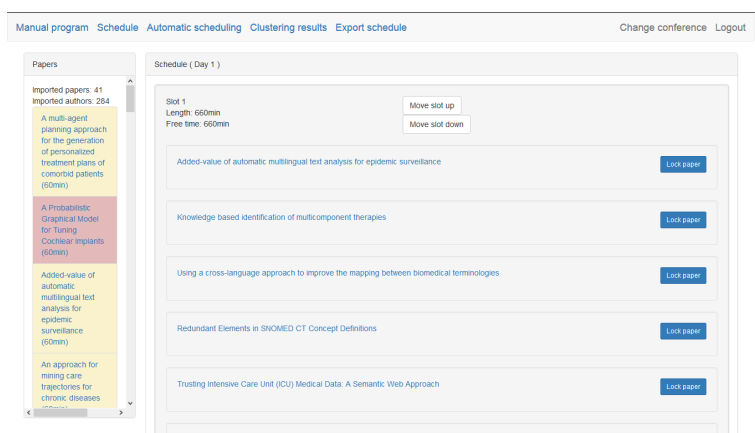 Manual program Schedule Automatic scheduling Clustering results Export schedule Change conference Logout
Papers
Imported papers: 41
Imported authors: 284
A multi-agent
planning approach
for the generation
of personalized
treatment plans of
comorbid patients
(60min)
A Probabilistic
Graphical Model
for Tuning
Cochlear Implants
(60min)
Added-value of
automatic
multilingual text
analysis for
epidemic
surveillance
(60min)
An approach for
mining care
trajectories for
chronic diseases
Schedule ( Day 1 )
Slot 1
Length: 660min
Free time: 660min
Move slot up
Move slot down
Added-value of automatic multilingual text analysis for epidemic surveillance
Lock paper
Knowledge based identification of multicomponent therapies
Lock paper
Using a cross-language approach to improve the mapping between biomedical terminologies
Lock paper
Redundant Elements in SNOMED CT Concept Definitions
Lock paper
Trusting Intensive Care Unit (ICU) Medical Data: A Semantic Web Approach
Lock paper